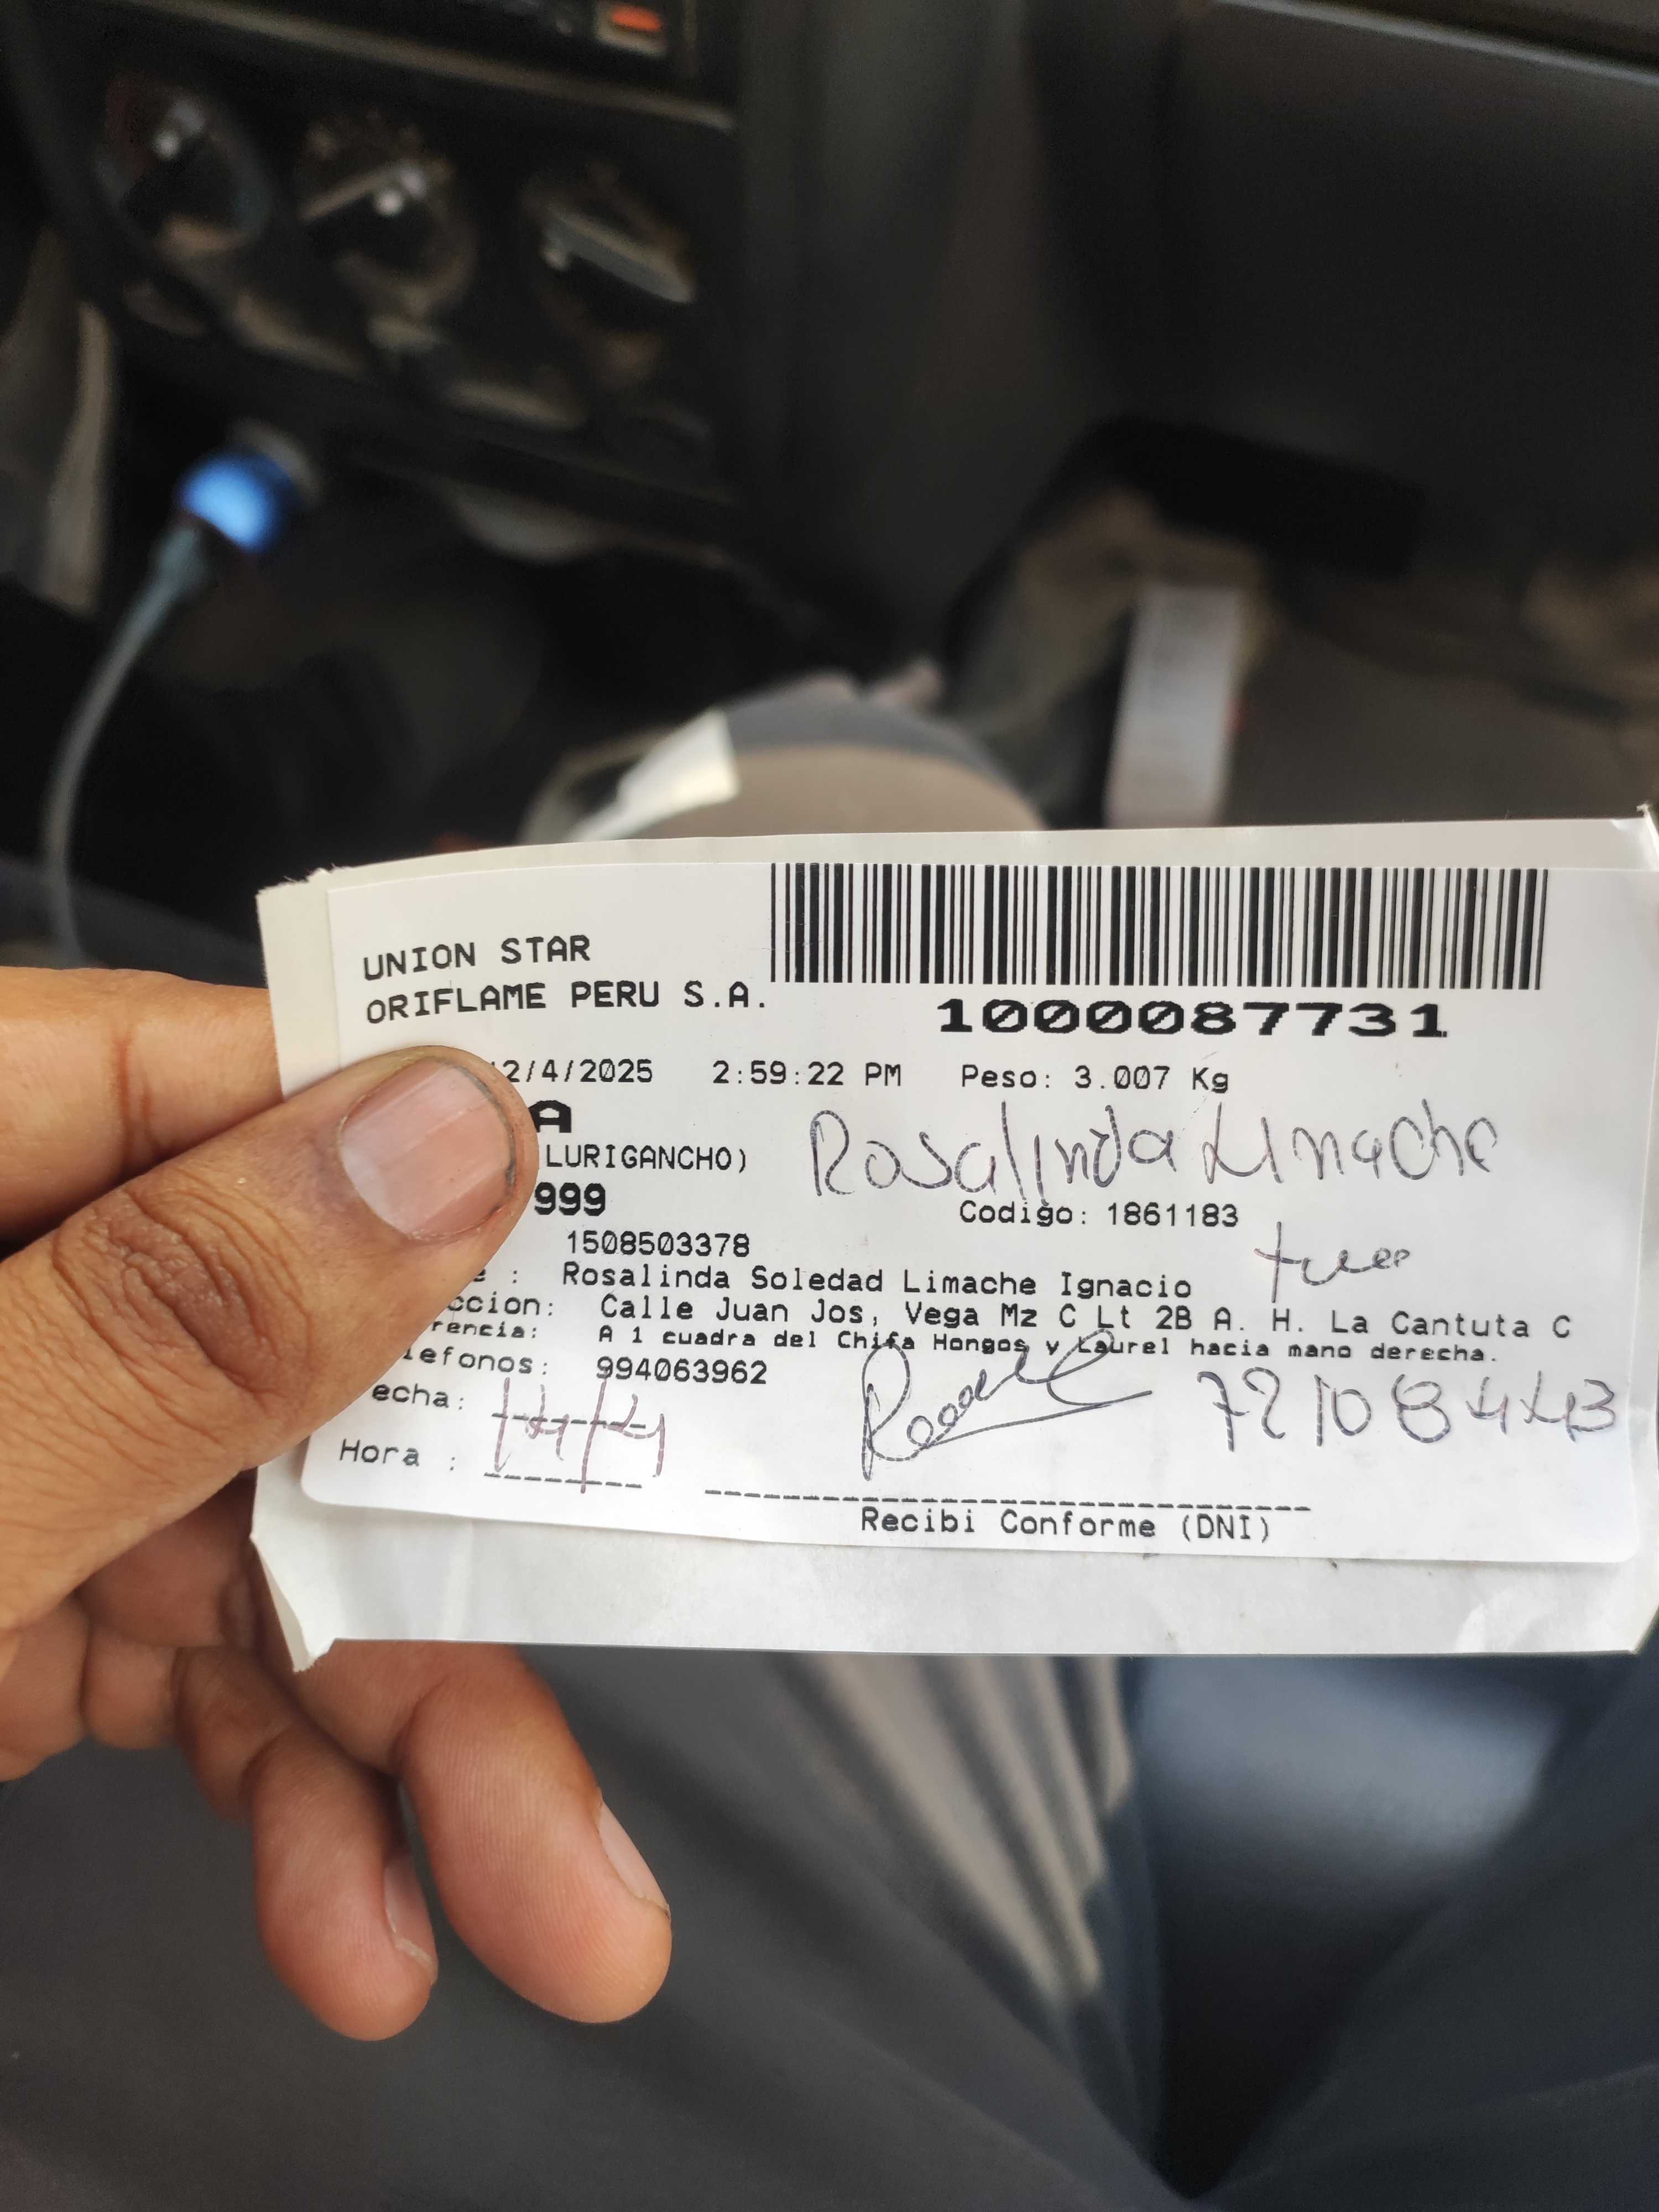 UNION STAR
ORIFLAME PERU S.A.
1000087731
2/4/2025 2:59:22 PM Peso: 3.007 Kg
A
LURIGANCHO)
Rosalinda Limache
999
Codigo: 1861183
1508503378
e : Rosalinda Soledad Limache Ignacio
ccion: Calle Juan Jos, Vega Mz C Lt 2B A. H. La Cantuta C
rencia: A 1 cuadra del Chifa Hongos y Laurel hacia mano derecha.
lefonos: 994063962
echa:
Hora :
Recibi Conforme (DNI)